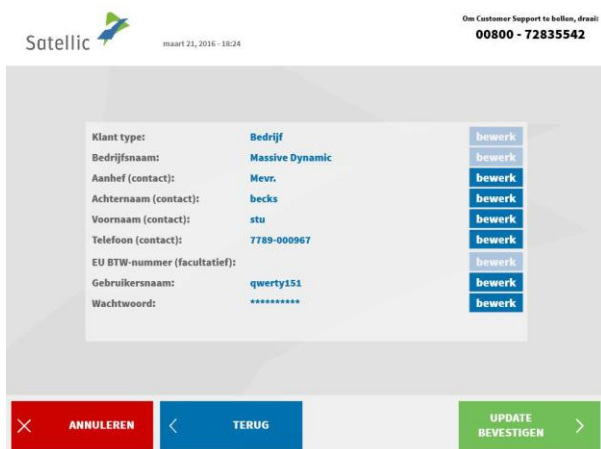 Satellic
maart 21, 2016 - 18:24
Om Customer Support te bellen, draai:
00800 - 72835542
Klant type: Bedrijf bewerk
Bedrijfsnaam: Massive Dynamic bewerk
Aanhef (contact): Mevr. bewerk
Achternaam (contact): becks bewerk
Voornaam (contact): stu bewerk
Telefoon (contact): 7789-000967 bewerk
EU BTW-nummer (facultatief): bewerk
Gebruikersnaam: qwerty151 bewerk
Wachtwoord: ********** bewerk
ANNULEREN
TERUG
UPDATE
BEVESTIGEN